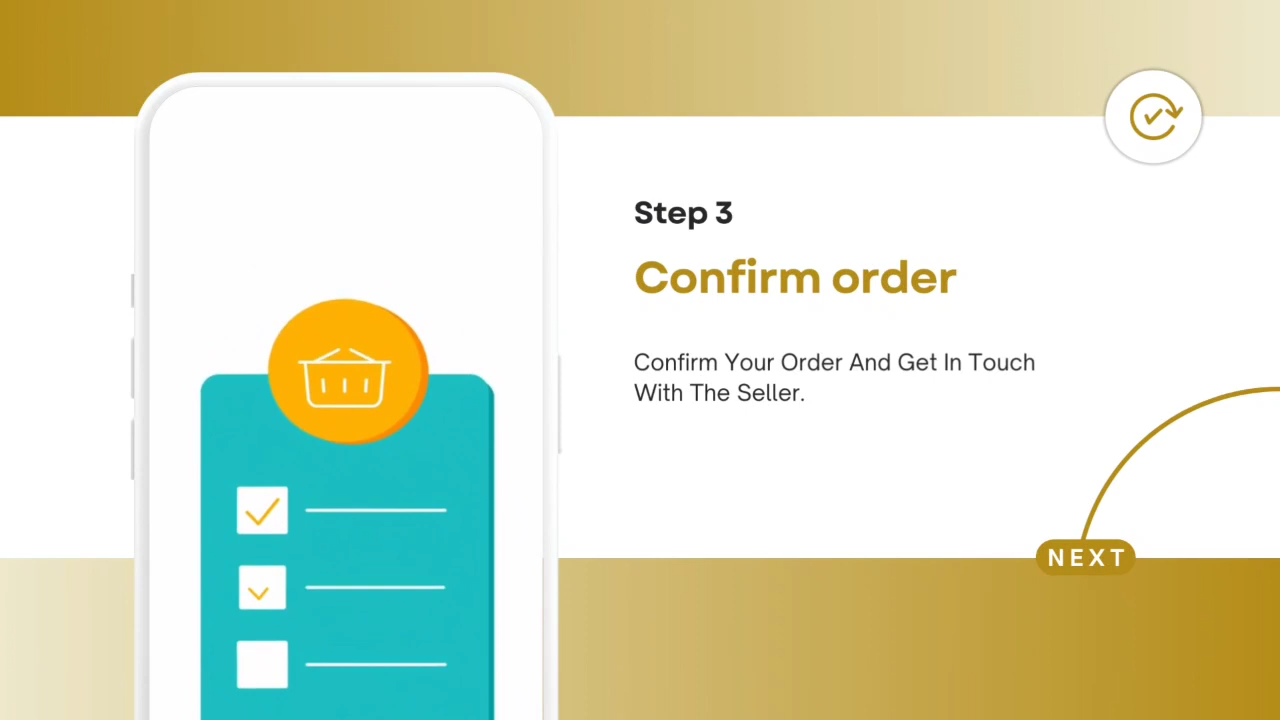 Step 3
Confirm order
Confirm Your Order And Get In Touch
With The Seller.
NEXT